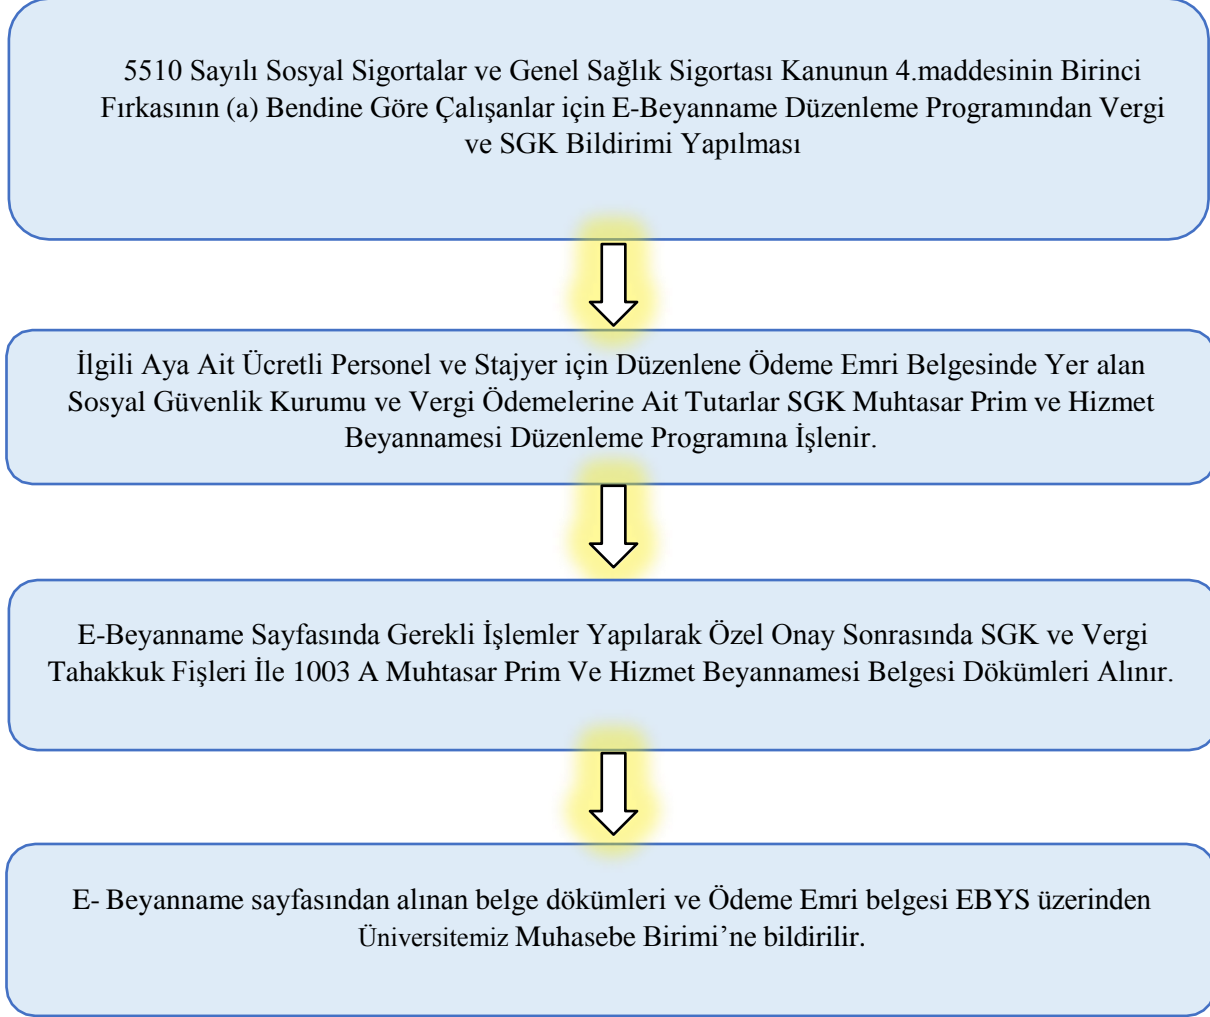 5510 Sayılı Sosyal Sigortalar ve Genel Sağlık Sigortası Kanunun 4.maddesinin Birinci
Fırkasının (a) Bendine Göre Çalışanlar için E-Beyanname Düzenleme Programından Vergi
ve SGK Bildirimi Yapılması
İlgili Aya Ait Ücretli Personel ve Stajyer için Düzenlene Ödeme Emri Belgesinde Yer alan
Sosyal Güvenlik Kurumu ve Vergi Ödemelerine Ait Tutarlar SGK Muhtasar Prim ve Hizmet
Beyannamesi Düzenleme Programına İşlenir.
E-Beyanname Sayfasında Gerekli İşlemler Yapılarak Özel Onay Sonrasında SGK ve Vergi
Tahakkuk Fişleri İle 1003 A Muhtasar Prim Ve Hizmet Beyannamesi Belgesi Dökümleri Alınır.
E- Beyanname sayfasından alınan belge dökümleri ve Ödeme Emri belgesi EBYS üzerinden
Üniversitemiz Muhasebe Birimi’ne bildirilir.